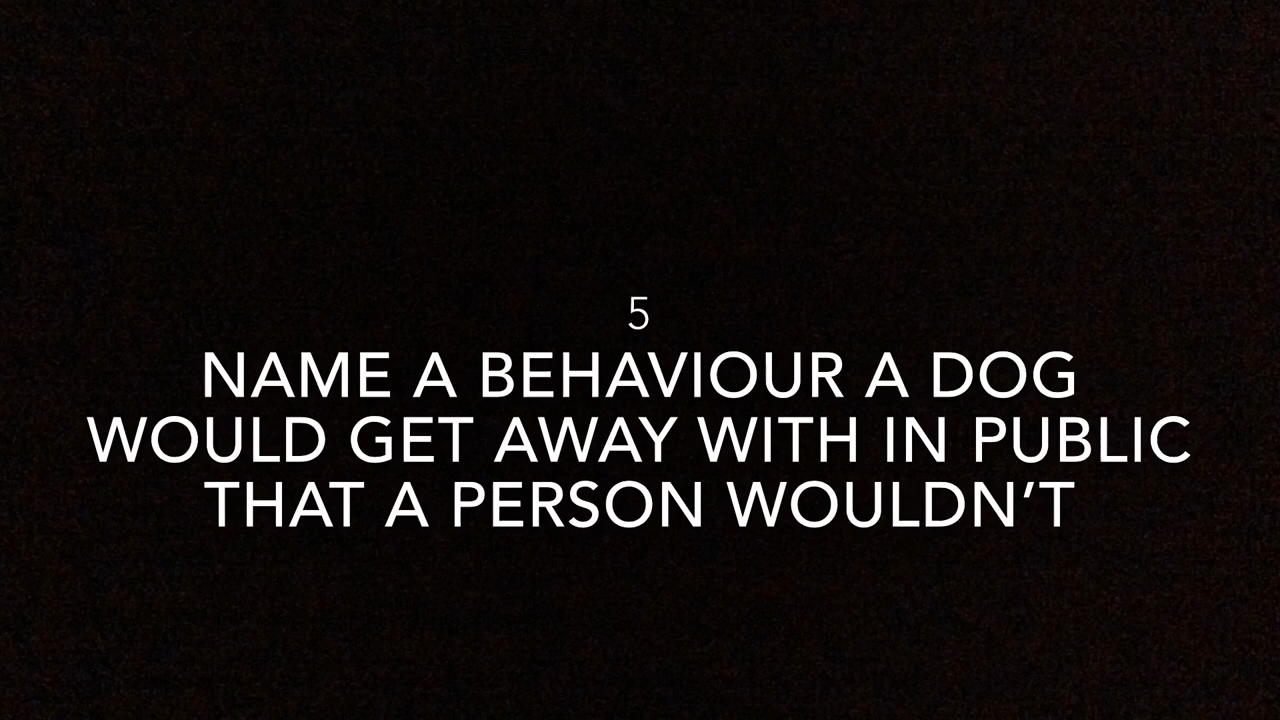 5
NAME A BEHAVIOUR A DOG
WOULD GET AWAY WITH IN PUBLIC
THAT A PERSON WOULDN’T